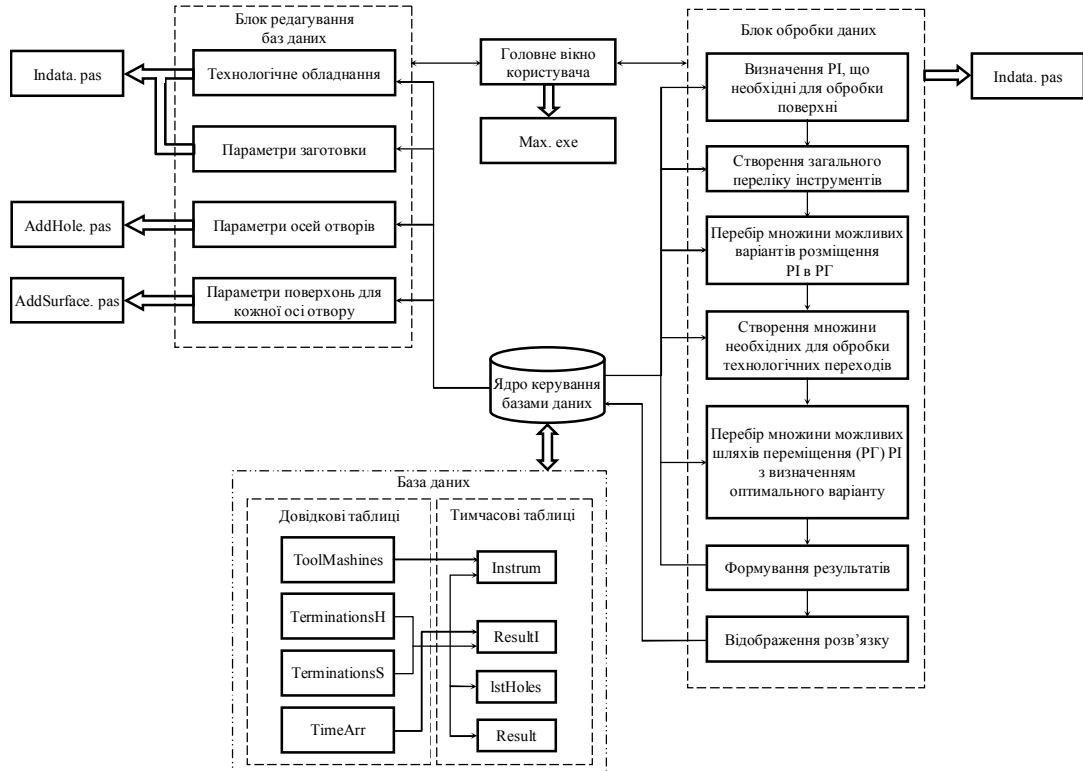 Блок редагування
баз даних
Indata. pas
Технологічне обладнання
Параметри заготовки
AddHole. pas
Параметри осей отворів
AddSurface. pas
Параметри поверхонь для
кожної осі отвору
Головне вікно
користувача
Max. exe
Ядро керування
базами даних
Блок обробки даних
Визначення РІ, що
необхідні для обробки
поверхні
Indata. pas
Створення загального
переліку інструментів
Перебір множини можливих
варіантів розміщення
РІ в РГ
Створення множини
необхідних для обробки
технологічних переходів
Перебір множини можливих
шляхів переміщення (РГ) РІ
з визначенням
оптимального варіанту
Формування результатів
Відображення розв’язку
База даних
Довідкові таблиці
ToolMashines
TerminationsH
TerminationsS
TimeArr
Тимчасові таблиці
Instrum
ResultI
lstHoles
Result